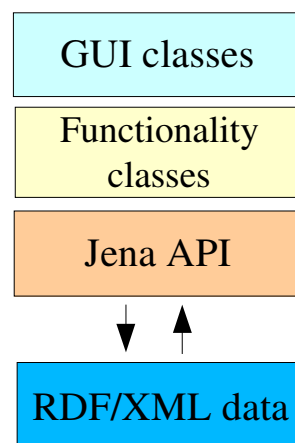 GUI classes
Functionality
classes
Jena API
RDF/XML data